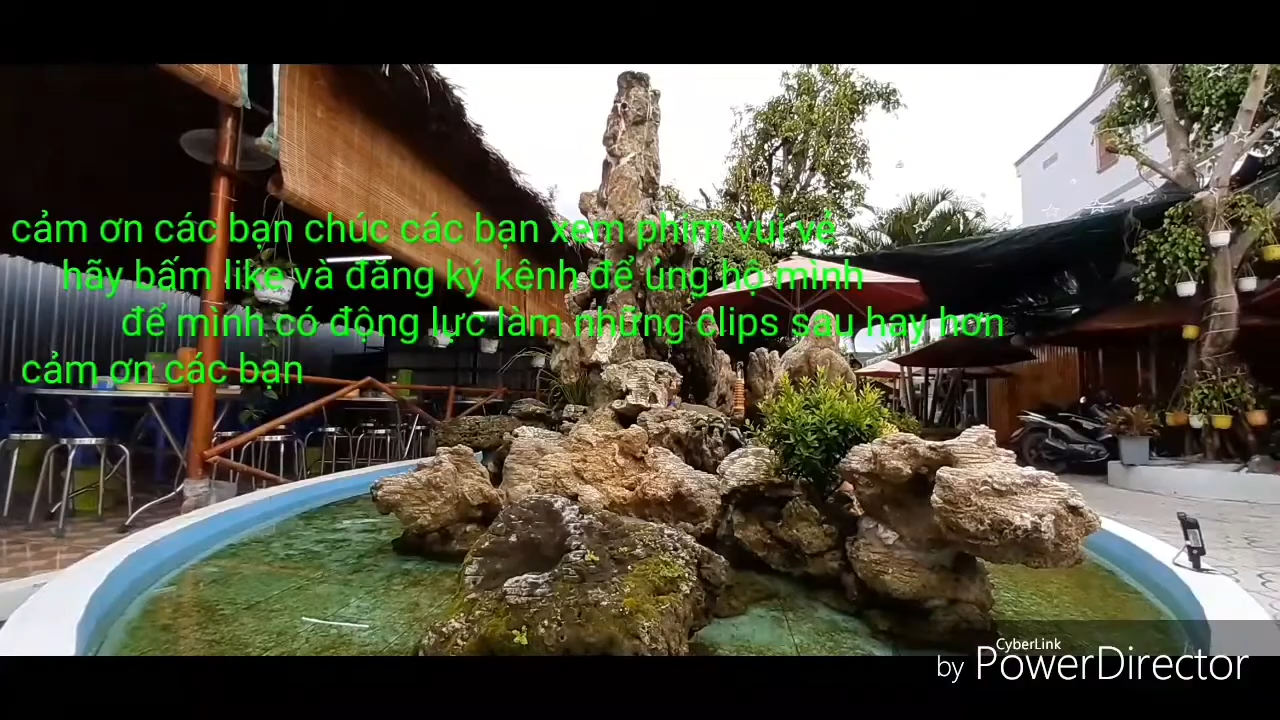 cảm ơn các bạn chúc các bạn xem phim vui vẻ
hãy bấm like và đăng ký kênh để ủng hộ mình
để mình có động lực làm những clips sau hay hơn
cảm ơn các bạn
CyberLink
by PowerDirector